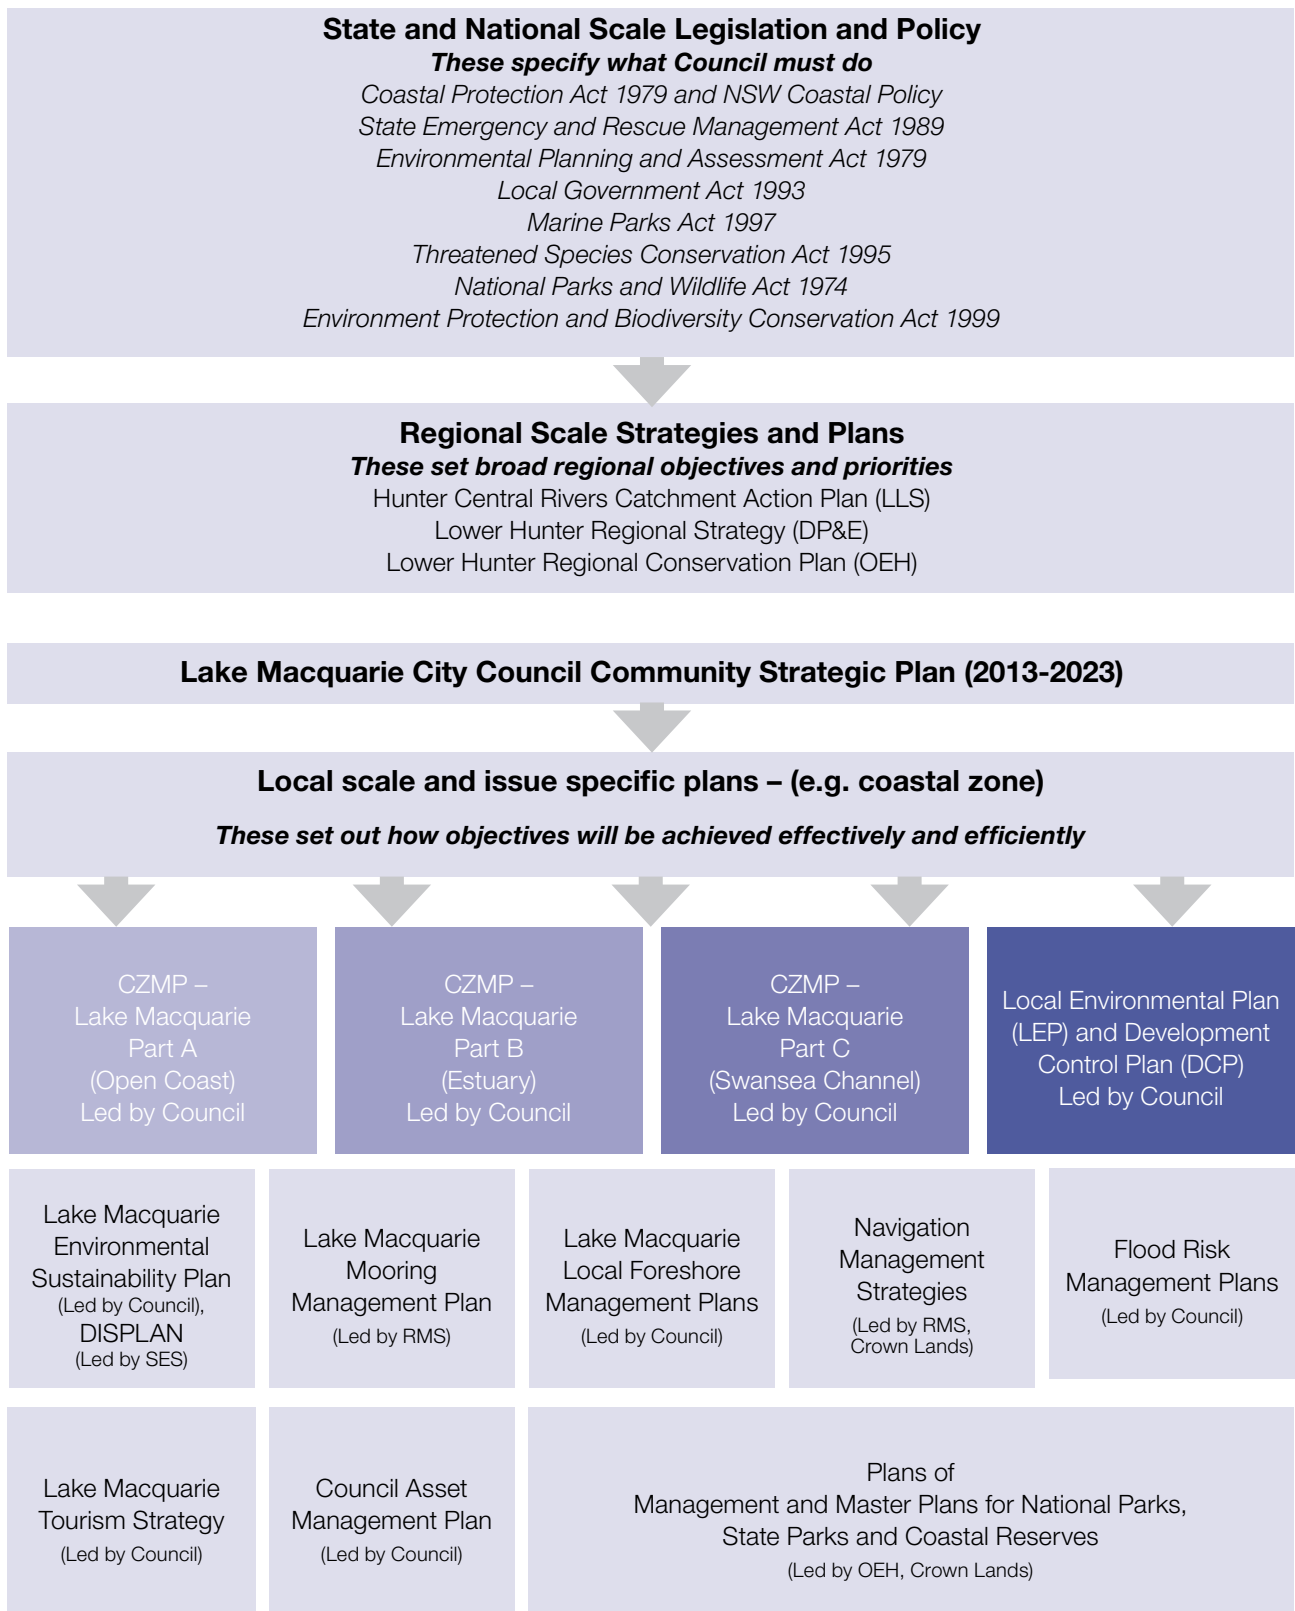 State and National Scale Legislation and Policy
These specify what Council must do
Coastal Protection Act 1979 and NSW Coastal Policy
State Emergency and Rescue Management Act 1989
Environmental Planning and Assessment Act 1979
Local Government Act 1993
Marine Parks Act 1997
Threatened Species Conservation Act 1995
National Parks and Wildlife Act 1974
Environment Protection and Biodiversity Conservation Act 1999
Regional Scale Strategies and Plans
These set broad regional objectives and priorities
Hunter Central Rivers Catchment Action Plan (LLS)
Lower Hunter Regional Strategy (DP&E)
Lower Hunter Regional Conservation Plan (OEH)
Lake Macquarie City Council Community Strategic Plan (2013-2023)
Local scale and issue specific plans – (e.g. coastal zone)
These set out how objectives will be achieved effectively and efficiently
CZMP –
Lake Macquarie
Part A
(Open Coast)
Led by Council
CZMP –
Lake Macquarie
Part B
(Estuary)
Led by Council
CZMP –
Lake Macquarie
Part C
(Swansea Channel)
Led by Council
Local Environmental Plan
(LEP) and Development
Control Plan (DCP)
Led by Council
Lake Macquarie
Environmental
Sustainability Plan
(Led by Council),
DISPLAN
(Led by SES)
Lake Macquarie
Mooring
Management Plan
(Led by RMS)
Lake Macquarie
Local Foreshore
Management Plans
(Led by Council)
Navigation
Management
Strategies
(Led by RMS,
Crown Lands)
Flood Risk
Management Plans
(Led by Council)
Lake Macquarie
Tourism Strategy
(Led by Council)
Council Asset
Management Plan
(Led by Council)
Plans of
Management and Master Plans for National Parks,
State Parks and Coastal Reserves
(Led by OEH, Crown Lands)